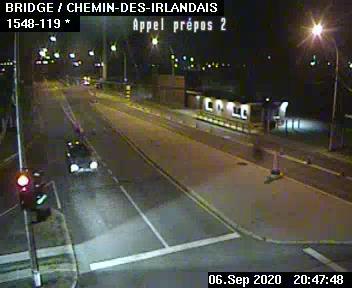 BRIDGE / CHEMIN-DES-IRLANDAIS
1548-119 *
Appel prépos 2
06.Sep 2020 20:47:48